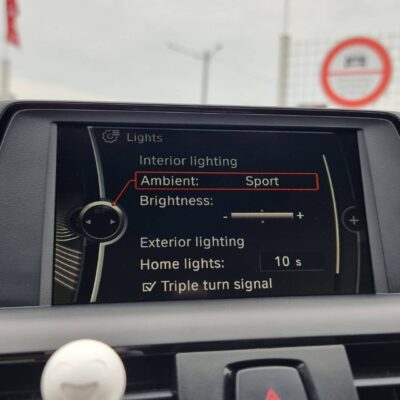 Lights
Interior lighting
Ambient: Sport
Brightness: - +
Exterior lighting
Home lights: 10 s
Triple turn signal